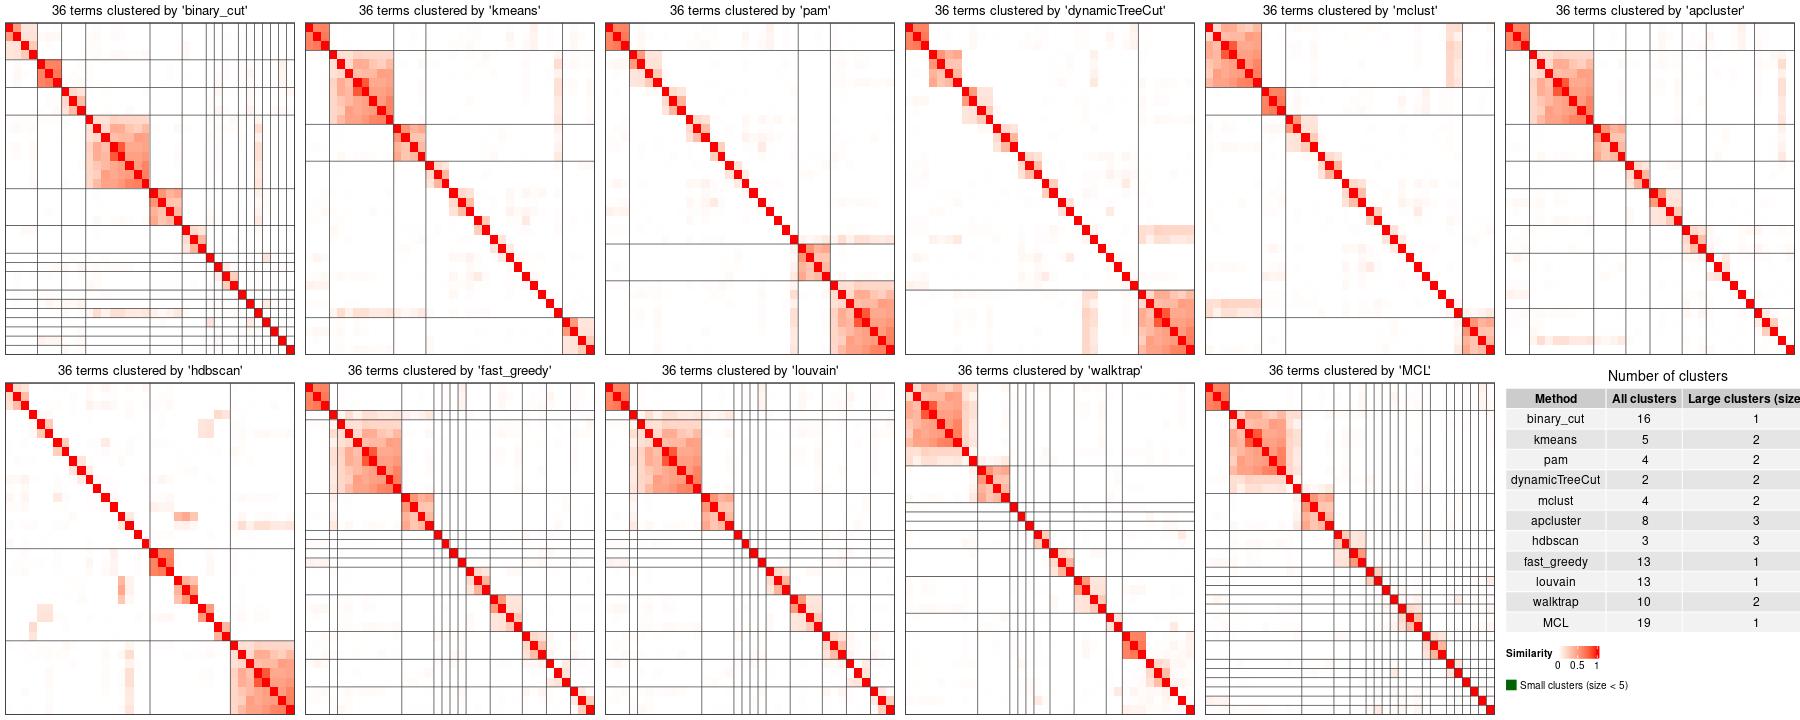 36 terms clustered by 'binary_cut'
36 terms clustered by 'kmeans'
36 terms clustered by 'pam'
36 terms clustered by 'dynamicTreeCut'
36 terms clustered by 'mclust'
36 terms clustered by 'apcluster'
36 terms clustered by 'hdbscan'
36 terms clustered by 'fast_greedy'
36 terms clustered by 'louvain'
36 terms clustered by 'walktrap'
36 terms clustered by 'MCL'
Number of clusters
Method All clusters Large clusters (size
binary_cut 16 1
kmeans 5 2
pam 4 2
dynamicTreeCut 2 2
mclust 4 2
apcluster 8 3
hdbscan 3 3
fast_greedy 13 1
louvain 13 1
walktrap 10 2
MCL 19 1
Similarity
0 0.5 1
Small clusters (size < 5)